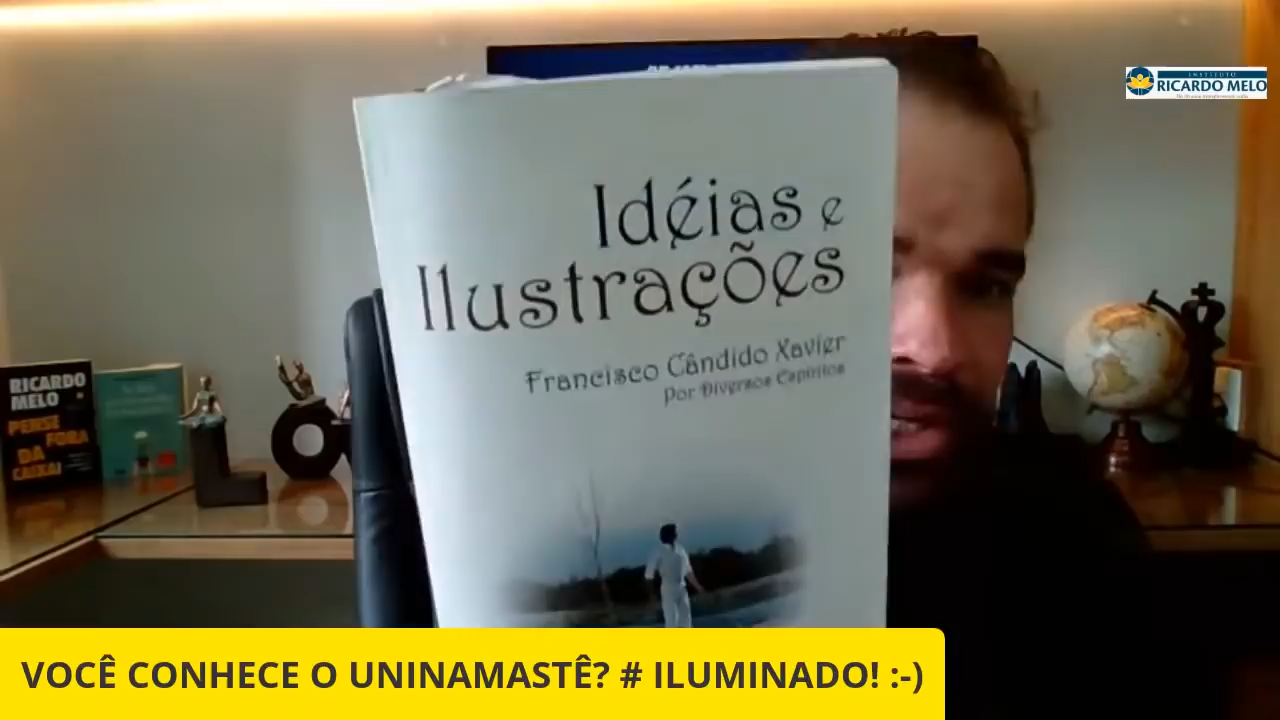 INSTITUTO
RICARDO MELO
Idéias e
Ilustrações
Francisco Cândido Xavier
Por Diversos Espíritos
RICARDO
MELO
PENSE
FORA
DA
CAIXA!
VOCÊ CONHECE O UNINAMASTÊ? # ILUMINADO! :-)